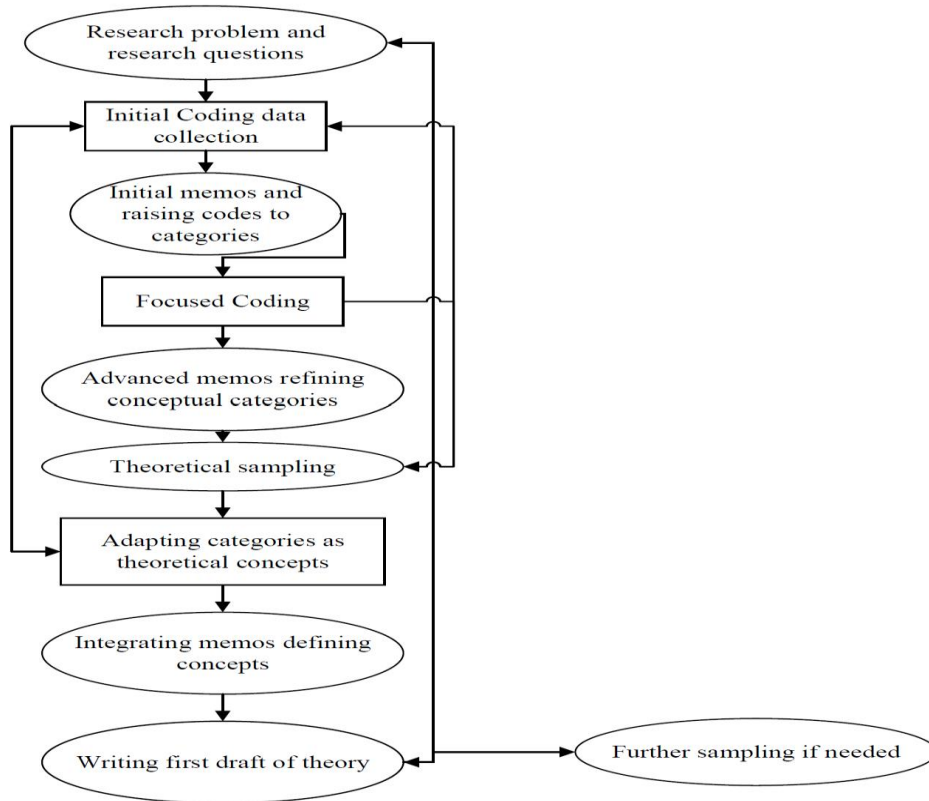 Research problem and
research questions
Initial Coding data
collection
Initial memos and
raising codes to
categories
Focused Coding
Advanced memos refining
conceptual categories
Theoretical sampling
Adapting categories as
theoretical concepts
Integrating memos defining
concepts
Writing first draft of theory
Further sampling if needed